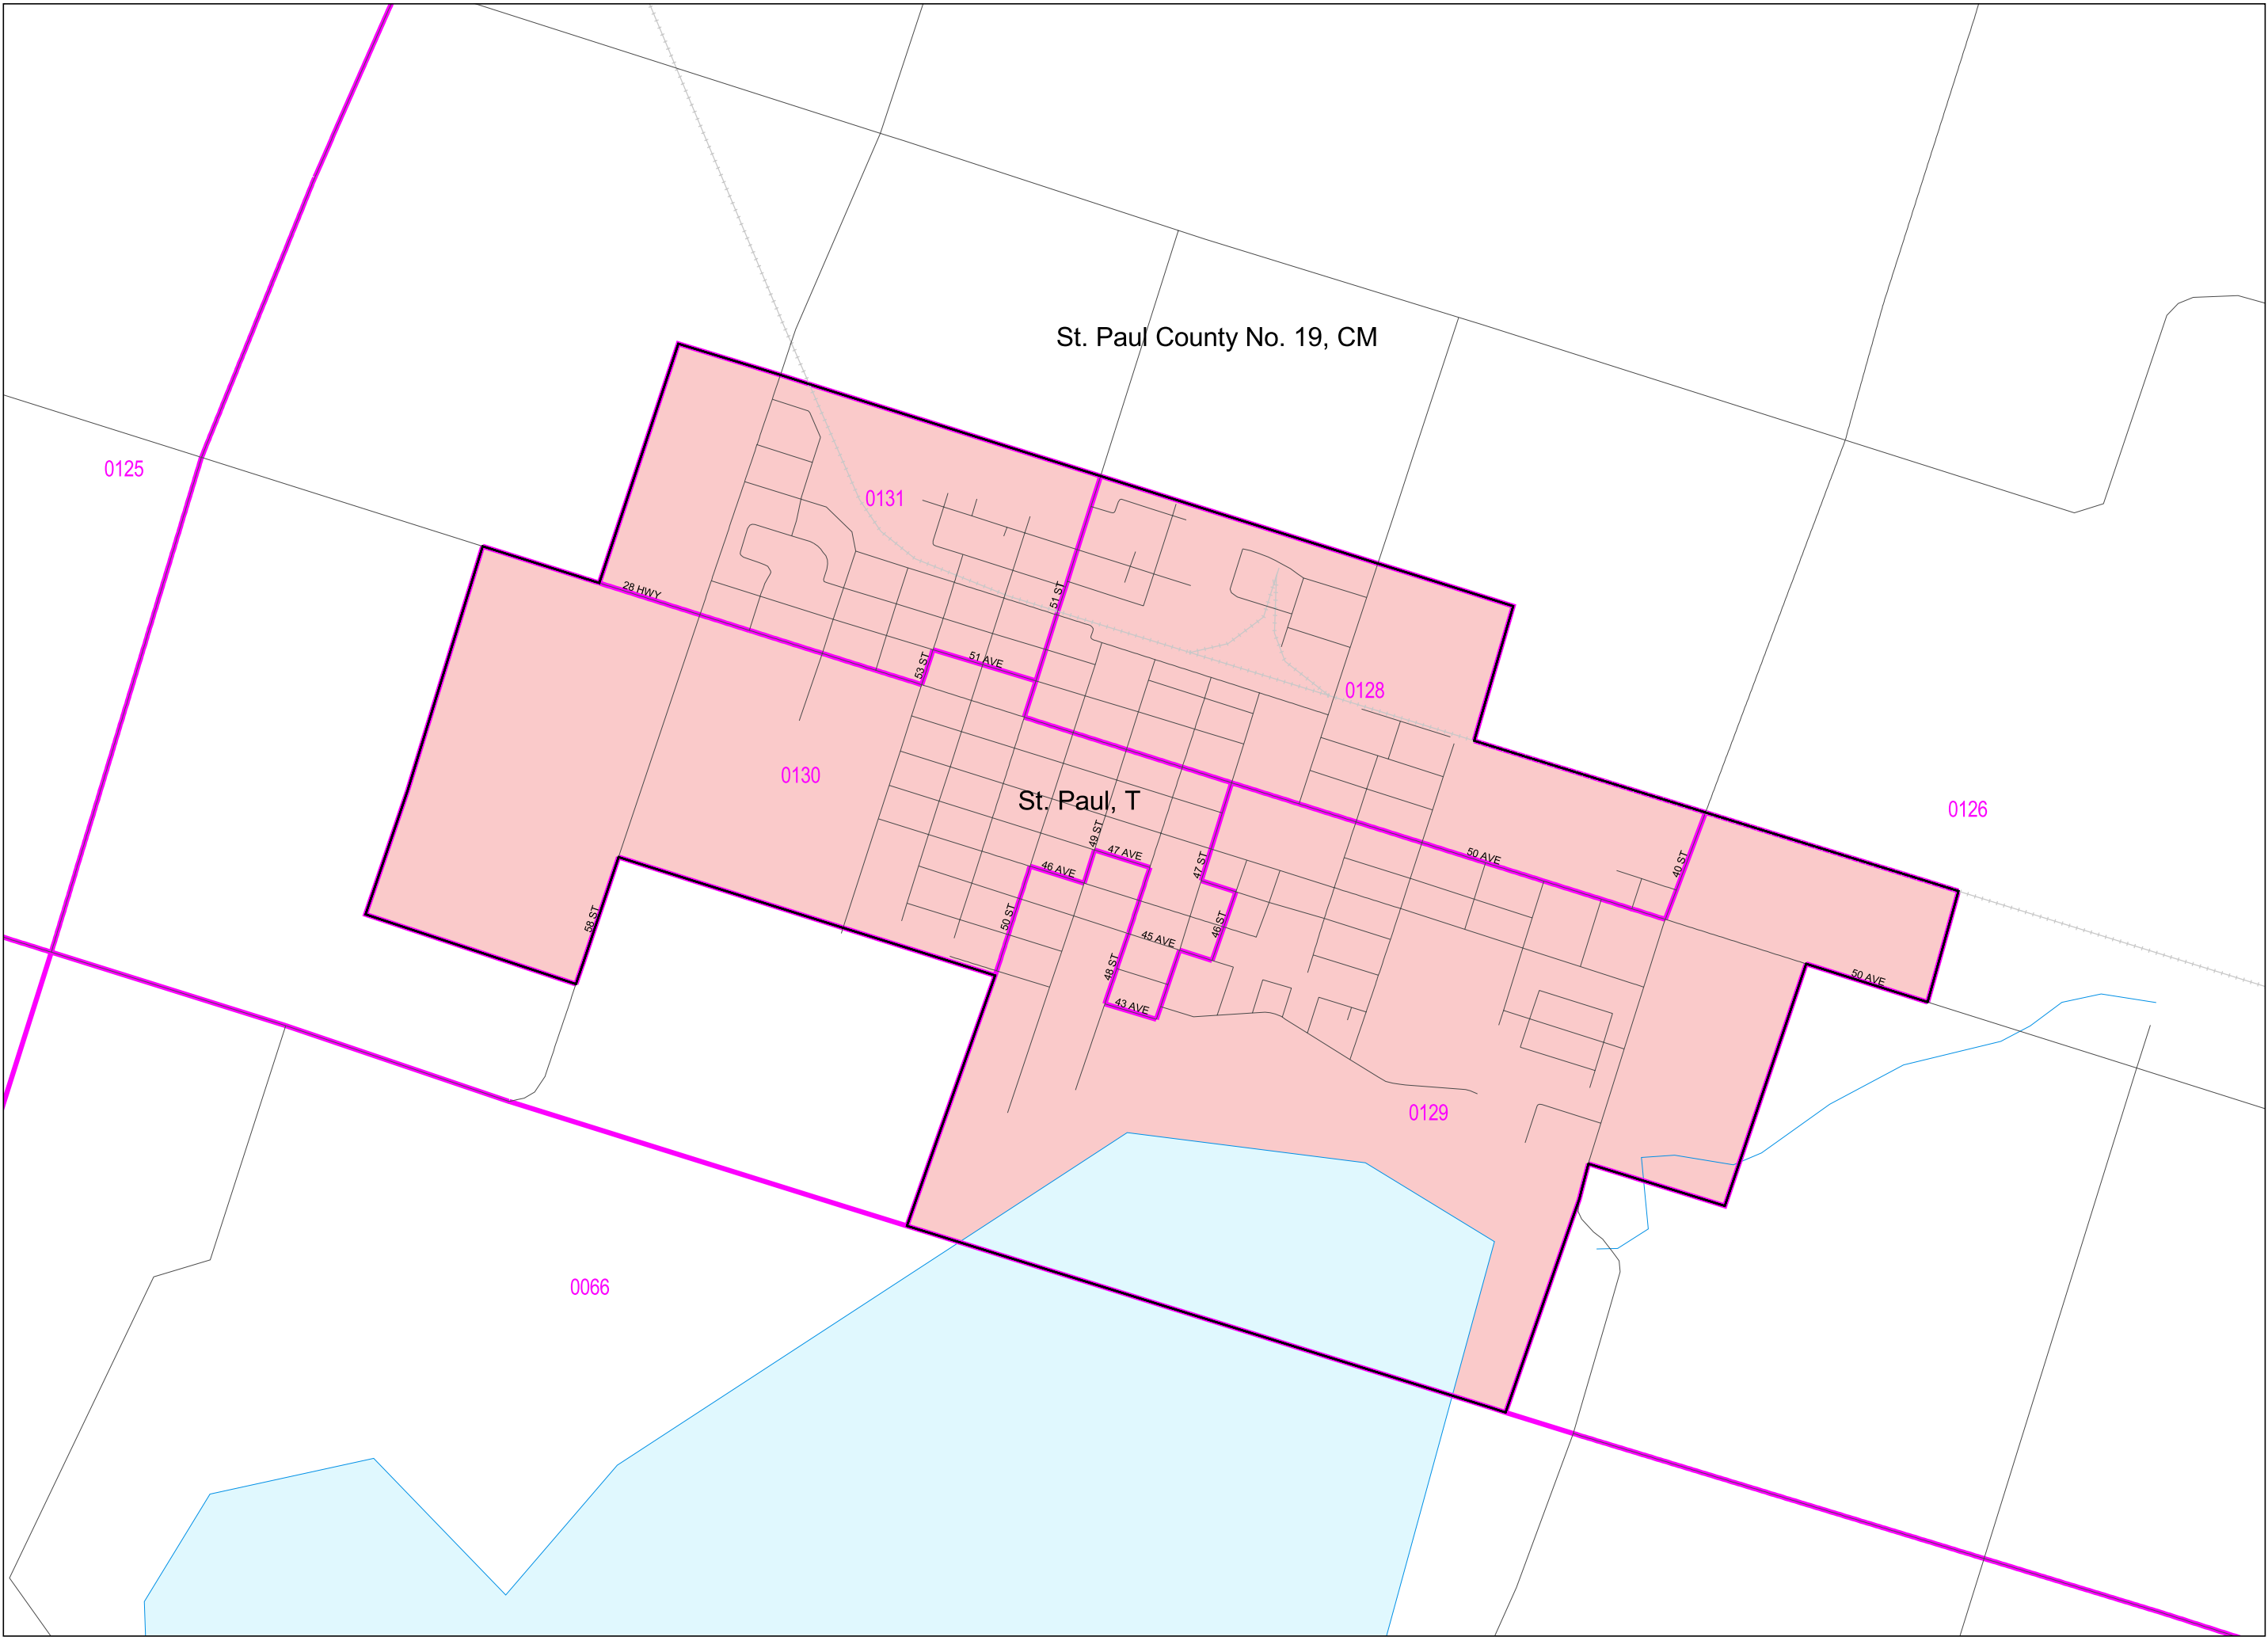 St. Paul County No. 19, CM
0125
0131
28 HWY
51 ST
53 ST
51 AVE
0128
0130
St. Paul, T
0126
49 ST
47 AVE
46 AVE
47 ST
50 AVE
40 ST
50 ST
58 ST
46 ST
45 AVE
48 ST
43 AVE
50 AVE
0129
0066